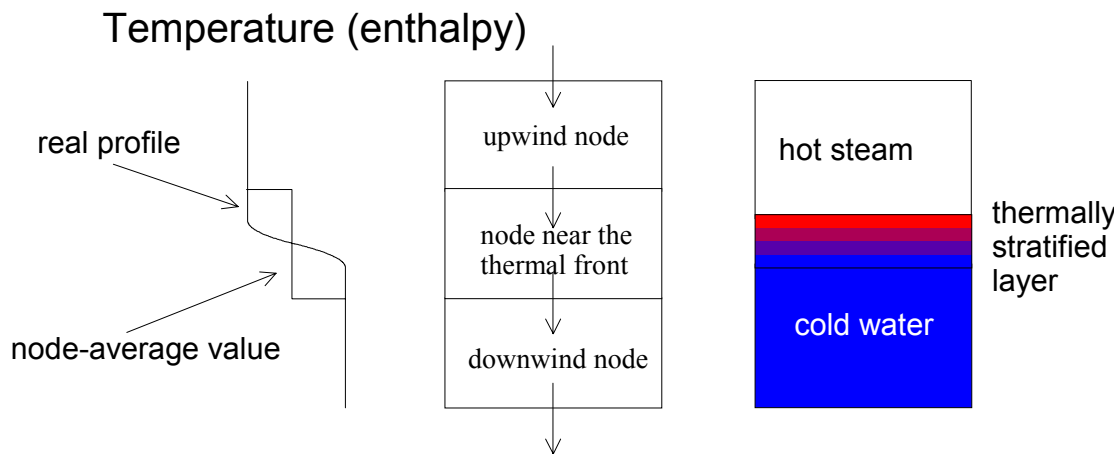 Temperature (enthalpy)
real profile
node-average value
upwind node
node near the
thermal front
downwind node
hot steam
thermally
stratified
layer
cold water